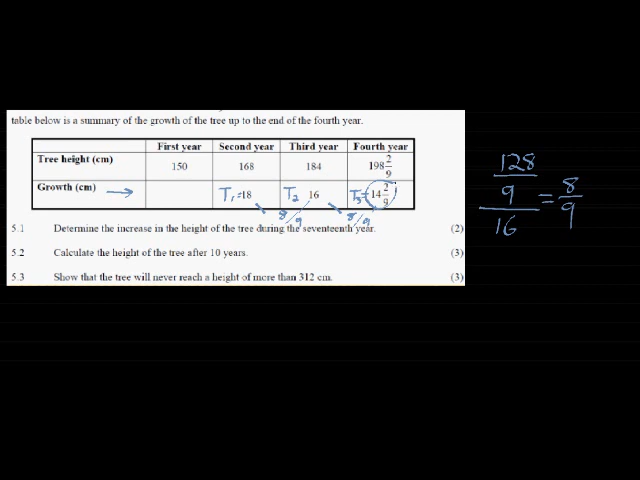 table below is a summary of the growth of the tree up to the end of the fourth year.
First year Second year Third year Fourth year
Tree height (cm) 150 168 184 198 2/9
Growth (cm) → T1=18 T2 16 T3=14 2/9
×8/9 ×8/9
5.1 Determine the increase in the height of the tree during the seventeenth year. (2)
5.2 Calculate the height of the tree after 10 years. (3)
5.3 Show that the tree will never reach a height of more than 312 cm. (3)
128/9
/16 = 8/9